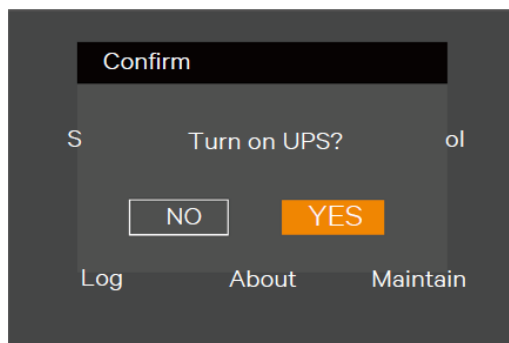 Confirm
S Turn on UPS? ol
NO YES
Log About Maintain